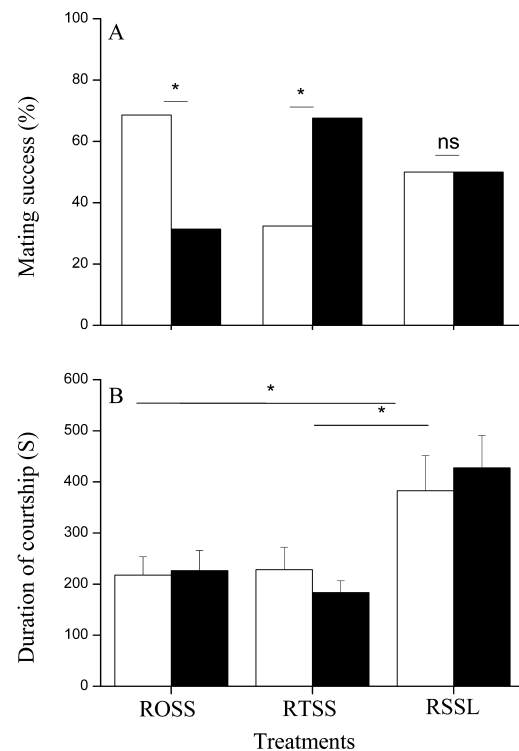 A
100
80
60
40
20
0
Mating success (%)
*
*
ns
B
600
500
400
300
200
100
0
Duration of courtship (S)
*
*
ROSS RTSS RSSL
Treatments